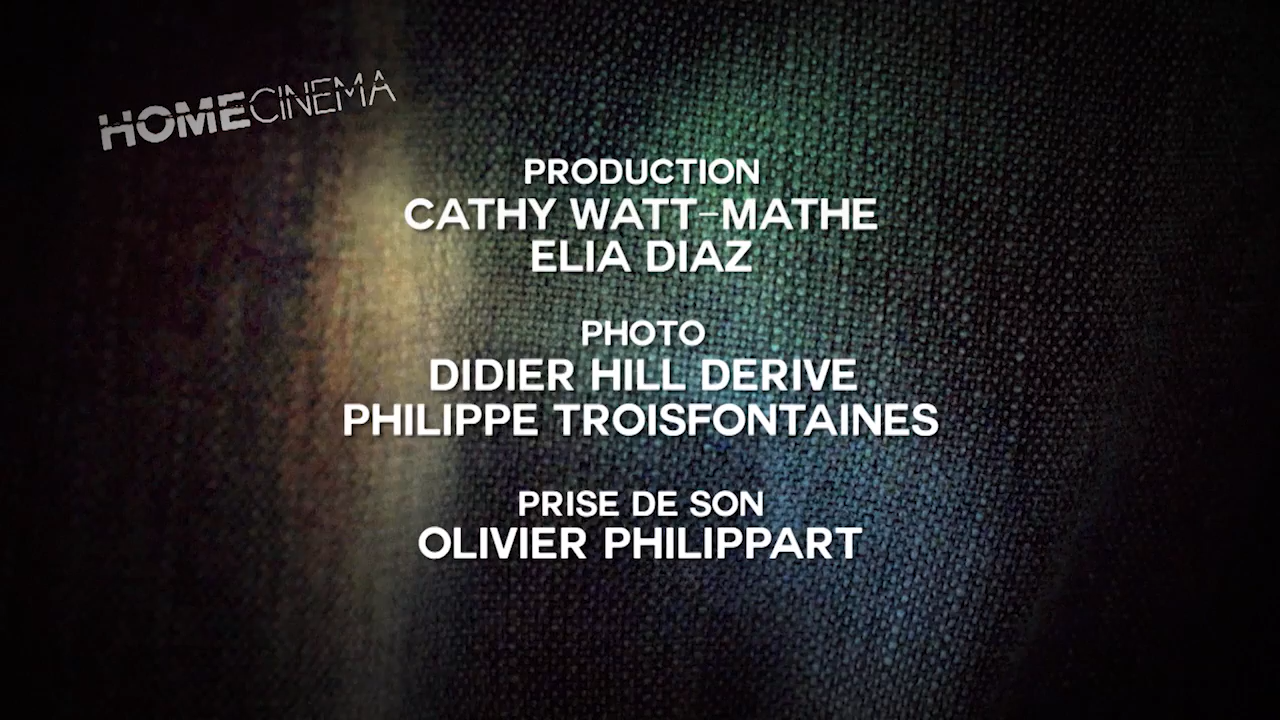 HOMECINEMA
PRODUCTION
CATHY WATT-MATHE
ELIA DIAZ
PHOTO
DIDIER HILL DERIVE
PHILIPPE TROISFONTAINES
PRISE DE SON
OLIVIER PHILIPPART